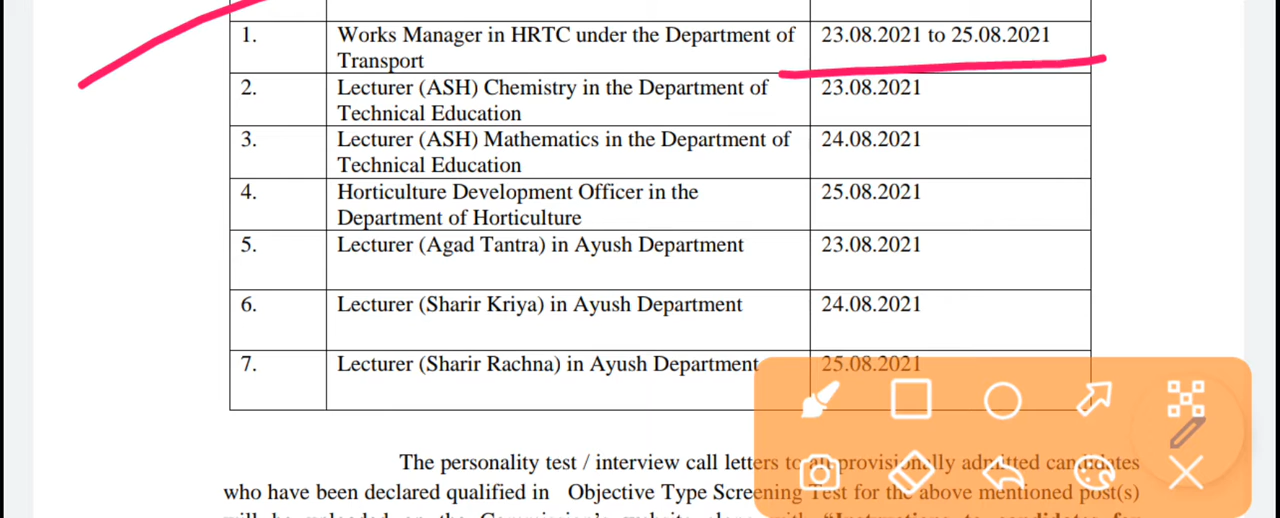 1. Works Manager in HRTC under the Department of 23.08.2021 to 25.08.2021
Transport
2. Lecturer (ASH) Chemistry in the Department of 23.08.2021
Technical Education
3. Lecturer (ASH) Mathematics in the Department of 24.08.2021
Technical Education
4. Horticulture Development Officer in the 25.08.2021
Department of Horticulture
5. Lecturer (Agad Tantra) in Ayush Department 23.08.2021
6. Lecturer (Sharir Kriya) in Ayush Department 24.08.2021
7. Lecturer (Sharir Rachna) in Ayush Department 25.08.2021
The personality test / interview call letters to all provisionally admitted candidates
who have been declared qualified in Objective Type Screening Test for the above mentioned post(s)